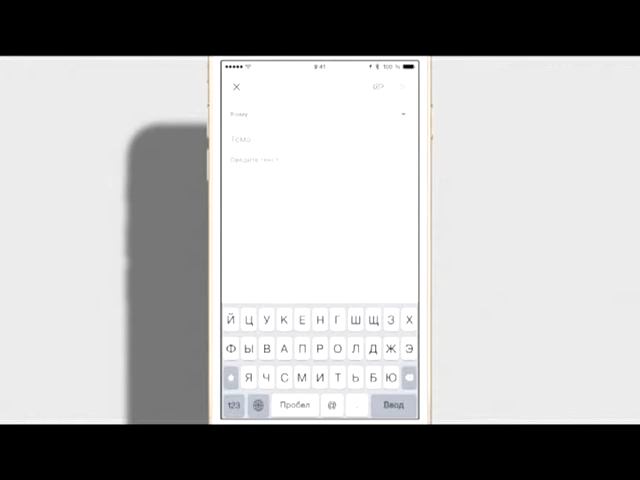 9:41 100 %
Кому
Тема
Введите текст
Й Ц У К Е Н Г Ш Щ З Х
Ф Ы В А П Р О Л Д Ж Э
Я Ч С М И Т Ь Б Ю
123 Пробел @ . Ввод